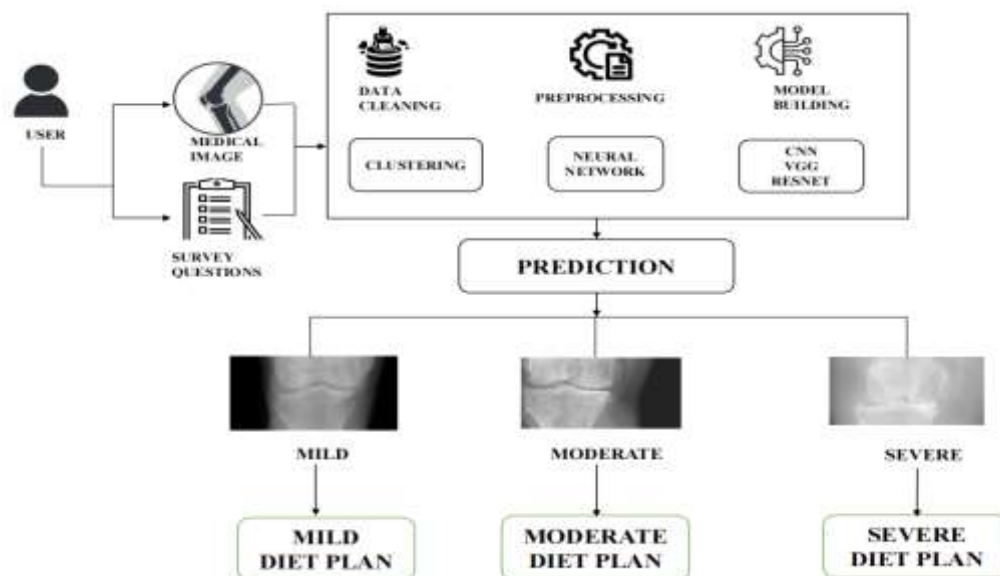 USER
MEDICAL
IMAGE
SURVEY
QUESTIONS
DATA
CLEANING
PREPROCESSING
MODEL
BUILDING
CLUSTERING
NEURAL
NETWORK
CNN
VGG
RESNET
PREDICTION
MILD
MODERATE
SEVERE
MILD
DIET PLAN
MODERATE
DIET PLAN
SEVERE
DIET PLAN